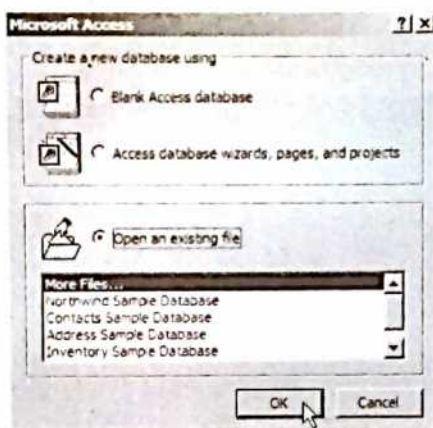 Microsoft Access
Create a new database using
Blank Access database
Access database wizards, pages, and projects
Open an existing file
More Files...
Northwind Sample Database
Contacts Sample Database
Address Sample Database
Inventory Sample Database
OK
Cancel